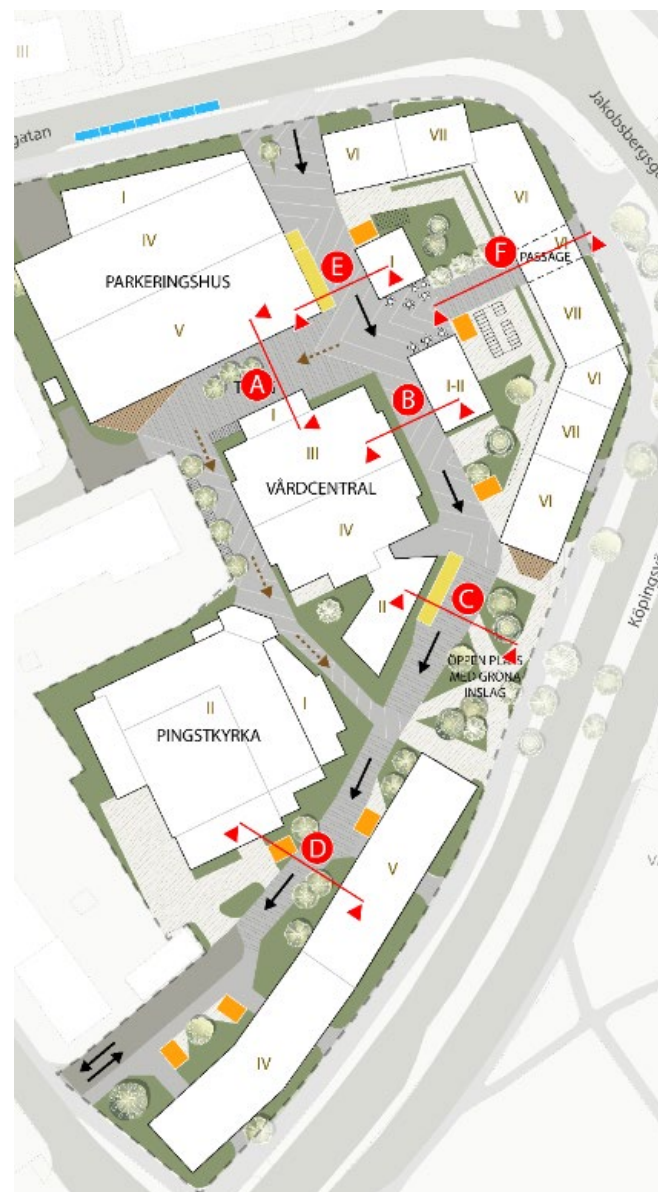 III
gatan
Jakobsbergsg
VI
VII
I
VI
IV
E
I
F
VI
PASSAGE
PARKERINGSHUS
V
VII
A
T
I-II
VI
B
I
III
VII
VÅRDCENTRAL
VI
IV
Köpingsv
II
C
ÖPPEN PLATS
MED GRÖNA
INSLAG
II
I
PINGSTKYRKA
D
V
IV